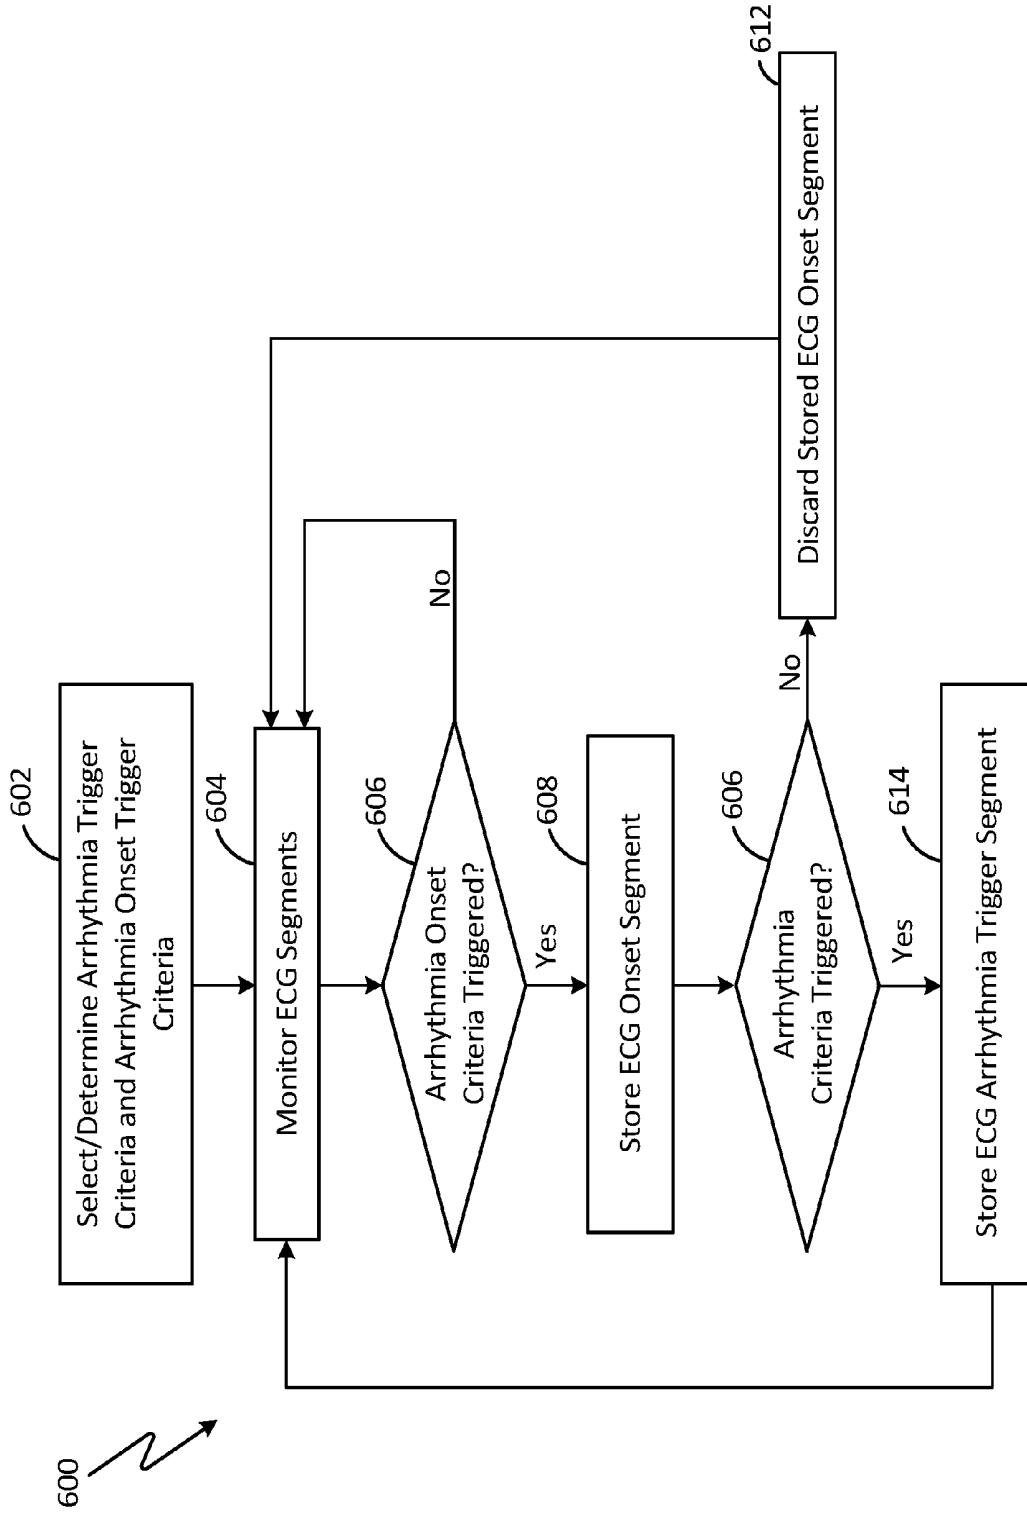 600
602
Select/Determine Arrhythmia Trigger
Criteria and Arrhythmia Onset Trigger
Criteria
604
Monitor ECG Segments
606
Arrhythmia Onset
Criteria Triggered?
No
Yes
608
Store ECG Onset Segment
606
Arrhythmia
Criteria Triggered?
No
612
Discard Stored ECG Onset Segment
Yes
614
Store ECG Arrhythmia Trigger Segment